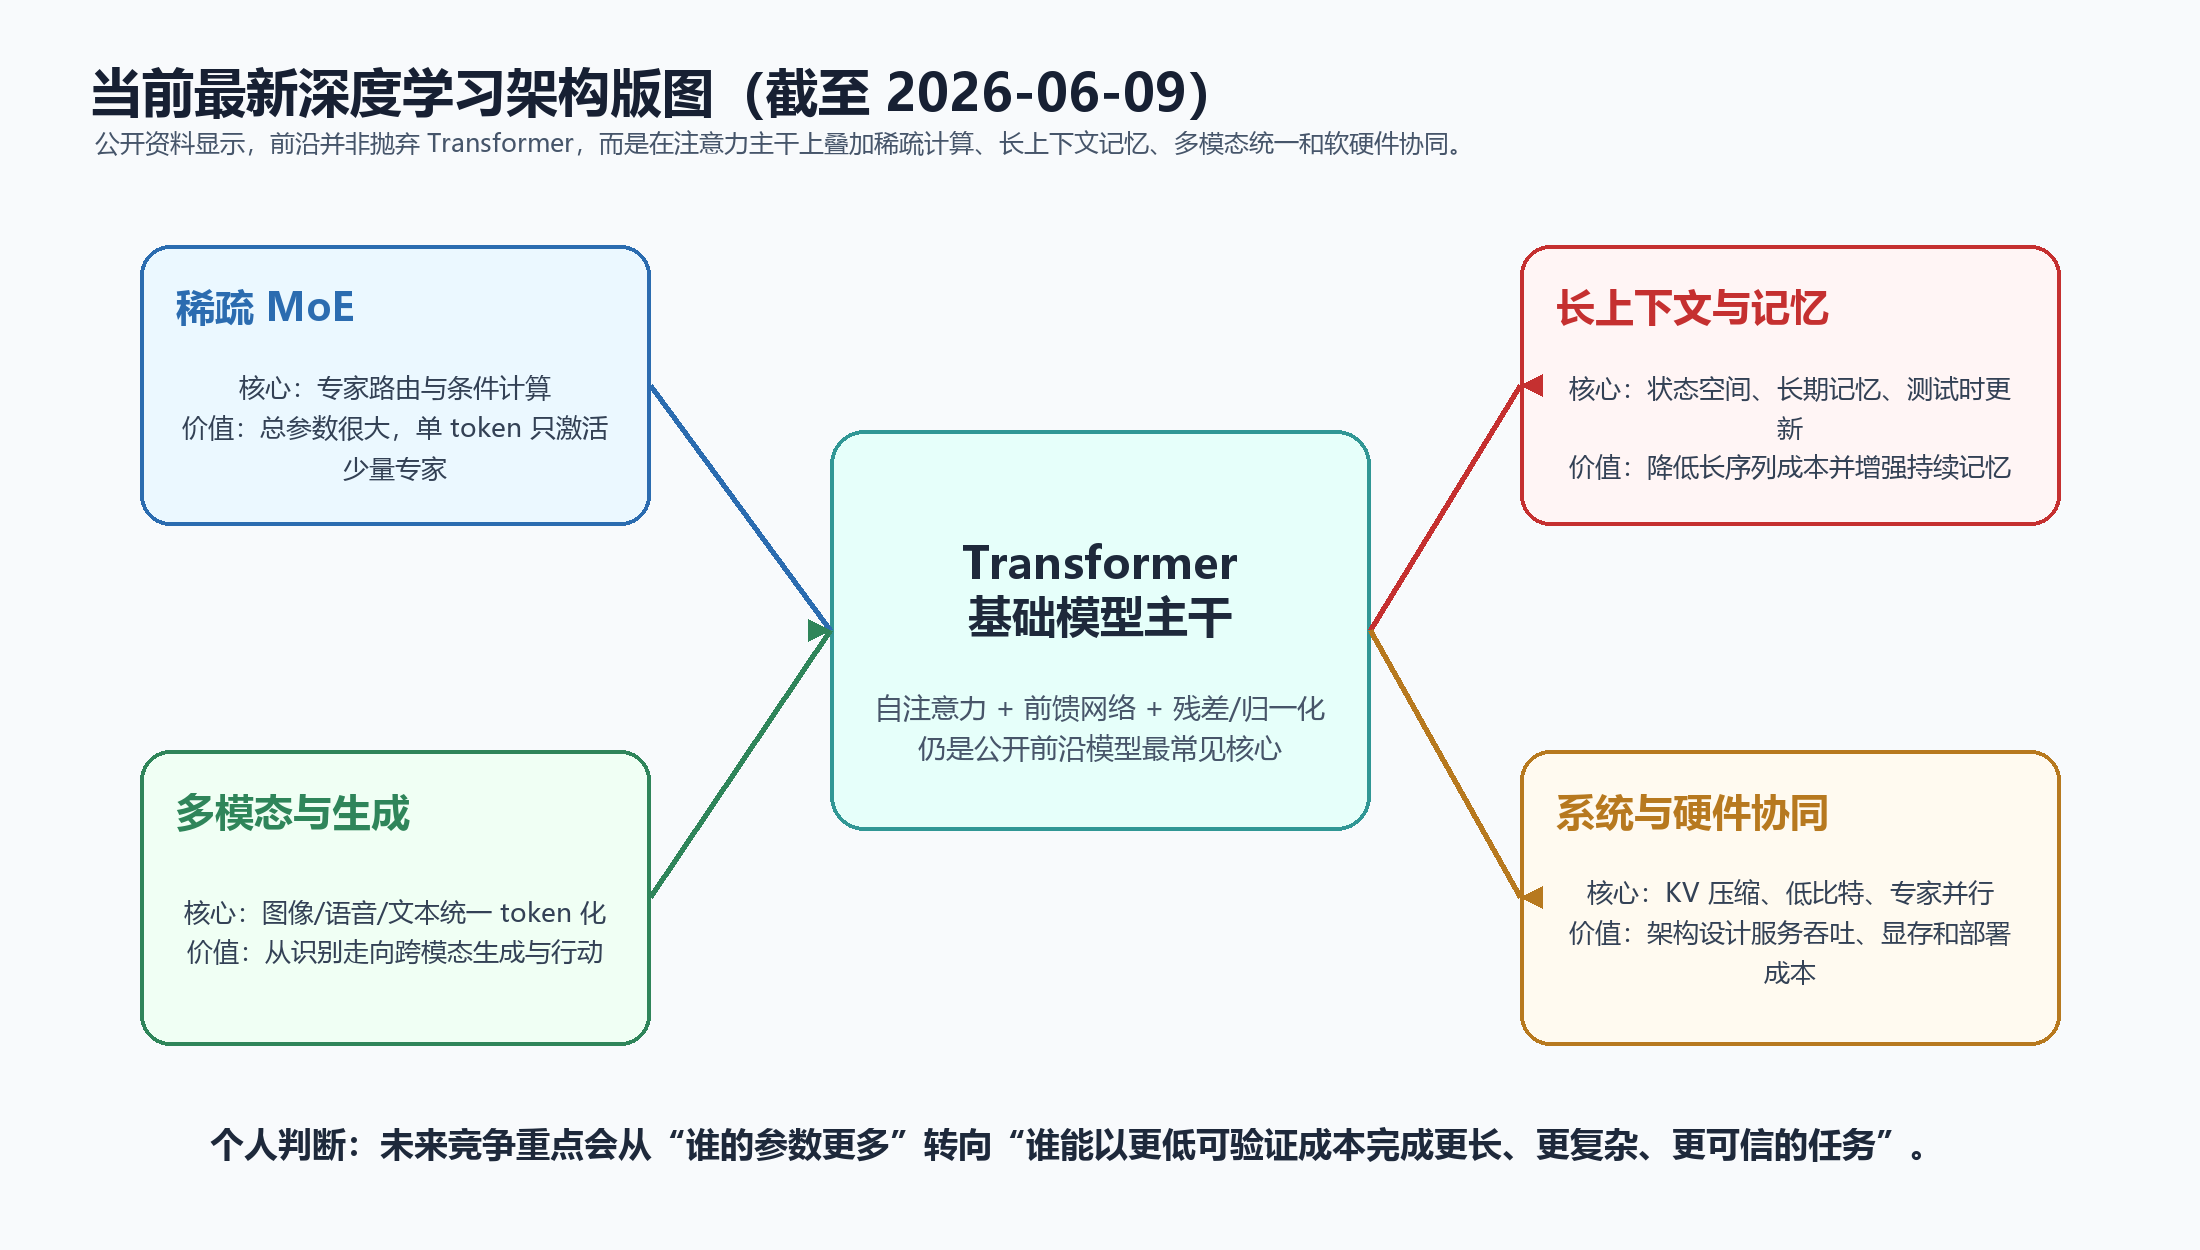 当前最新深度学习架构版图（截至 2026-06-09）
公开资料显示，前沿并非抛弃 Transformer，而是在注意力主干上叠加稀疏计算、长上下文记忆、多模态统一和软硬件协同。
稀疏 MoE
核心：专家路由与条件计算
价值：总参数很大，单 token 只激活
少量专家
长上下文与记忆
核心：状态空间、长期记忆、测试时更
新
价值：降低长序列成本并增强持续记忆
Transformer
基础模型主干
自注意力 + 前馈网络 + 残差/归一化
仍是公开前沿模型最常见核心
多模态与生成
核心：图像/语音/文本统一 token 化
价值：从识别走向跨模态生成与行动
系统与硬件协同
核心：KV 压缩、低比特、专家并行
价值：架构设计服务吞吐、显存和部署
成本
个人判断：未来竞争重点会从“谁的参数更多”转向“谁能以更低可验证成本完成更长、更复杂、更可信的任务”。